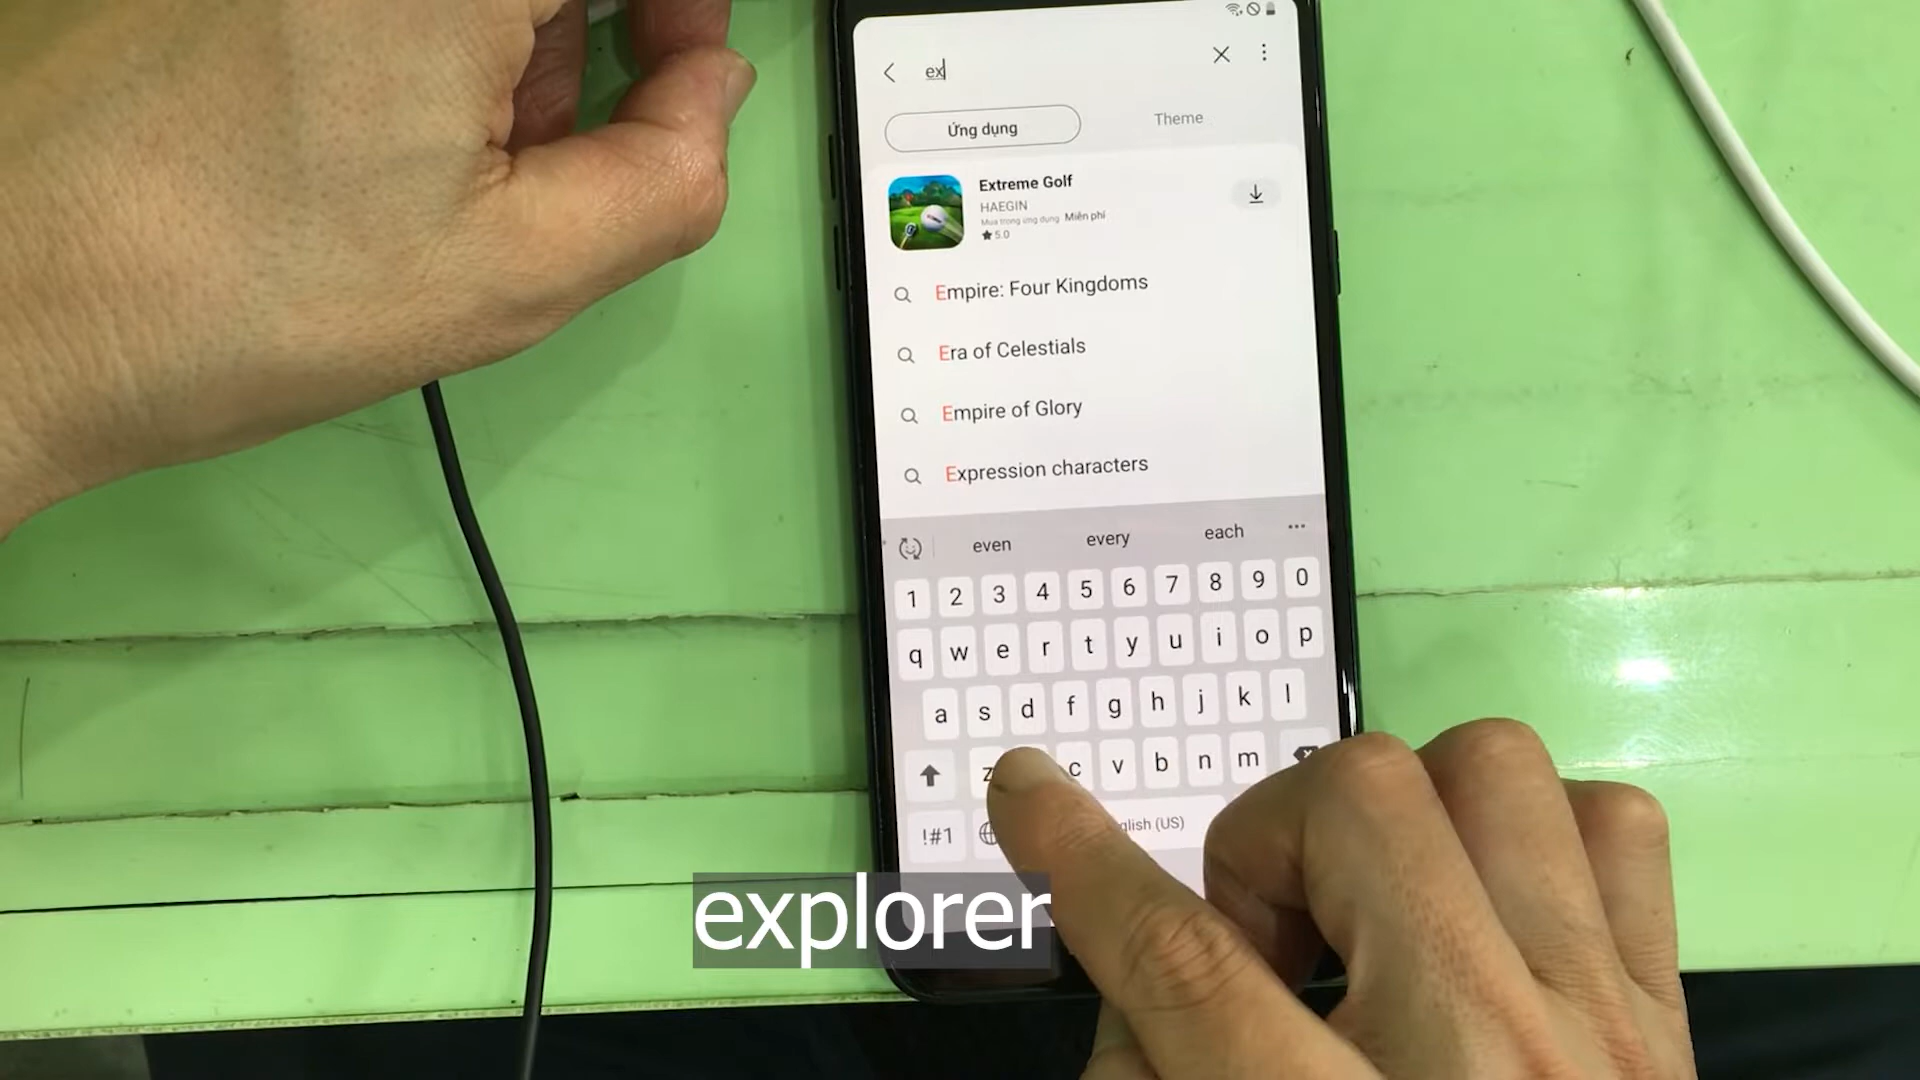 ex
Ứng dụng
Theme
Extreme Golf
HAEGIN
Mua trong ứng dụng Miễn phí
★ 5.0
Empire: Four Kingdoms
Era of Celestials
Empire of Glory
Expression characters
even every each
1 2 3 4 5 6 7 8 9 0
q w e r t y u i o p
a s d f g h j k l
z c v b n m
!#1 glish (US)
explorer